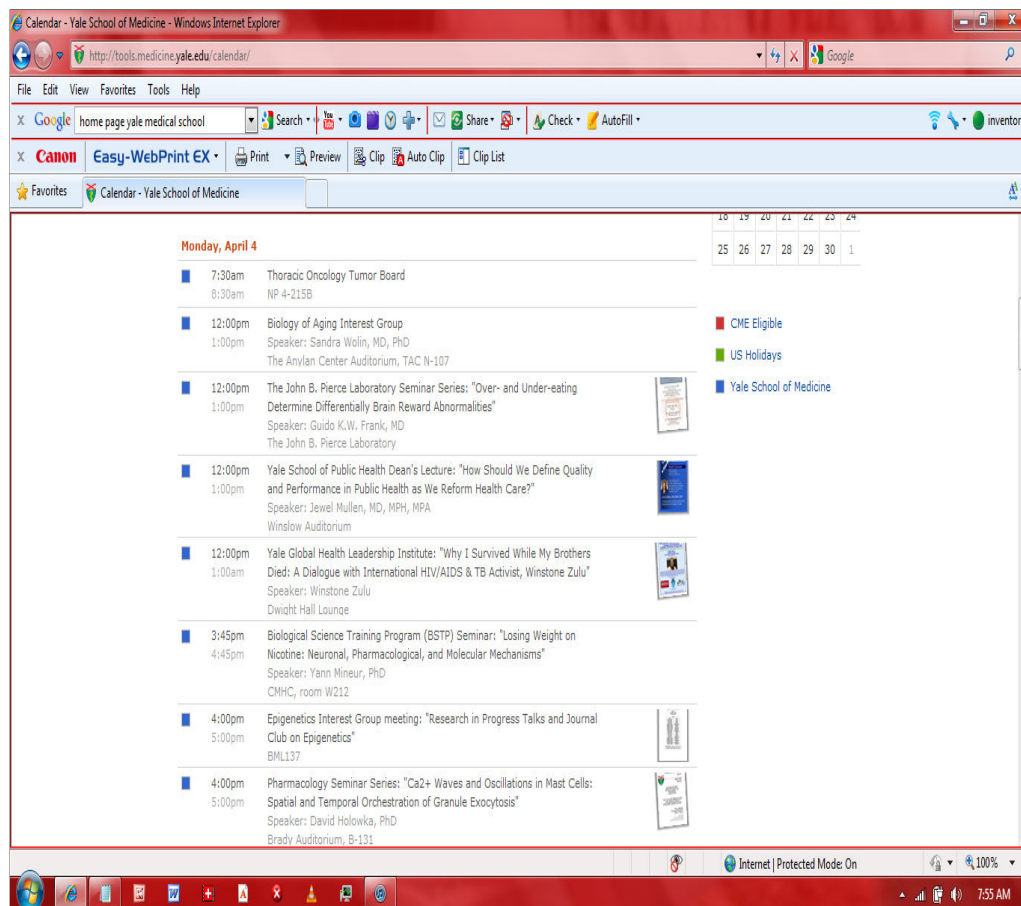 Calendar - Yale School of Medicine - Windows Internet Explorer
http://tools.medicine.yale.edu/calendar/
Google
File Edit View Favorites Tools Help
x Google home page yale medical school Search Share Check AutoFill inventor
x Canon Easy-WebPrint EX Print Preview Clip Auto Clip Clip List
Favorites Calendar - Yale School of Medicine
18 19 20 21 22 23 24
Monday, April 4
25 26 27 28 29 30 1
7:30am Thoracic Oncology Tumor Board
8:30am NP 4-215B
12:00pm Biology of Aging Interest Group
1:00pm Speaker: Sandra Wolin, MD, PhD
The Anylan Center Auditorium, TAC N-107
CME Eligible
US Holidays
Yale School of Medicine
12:00pm The John B. Pierce Laboratory Seminar Series: "Over- and Under-eating
1:00pm Determine Differentially Brain Reward Abnormalities"
Speaker: Guido K.W. Frank, MD
The John B. Pierce Laboratory
12:00pm Yale School of Public Health Dean's Lecture: "How Should We Define Quality
1:00pm and Performance in Public Health as We Reform Health Care?"
Speaker: Jewel Mullen, MD, MPH, MPA
Winslow Auditorium
12:00pm Yale Global Health Leadership Institute: "Why I Survived While My Brothers
1:00am Died: A Dialogue with International HIV/AIDS & TB Activist, Winstone Zulu"
Speaker: Winstone Zulu
Dwight Hall Lounge
3:45pm Biological Science Training Program (BSTP) Seminar: "Losing Weight on
4:45pm Nicotine: Neuronal, Pharmacological, and Molecular Mechanisms"
Speaker: Yann Mineur, PhD
CMHC, room W212
4:00pm Epigenetics Interest Group meeting: "Research in Progress Talks and Journal
5:00pm Club on Epigenetics"
BML137
4:00pm Pharmacology Seminar Series: "Ca2+ Waves and Oscillations in Mast Cells:
5:00pm Spatial and Temporal Orchestration of Granule Exocytosis"
Speaker: David Holowka, PhD
Brady Auditorium, B-131
Internet | Protected Mode: On 100%
7:55 AM